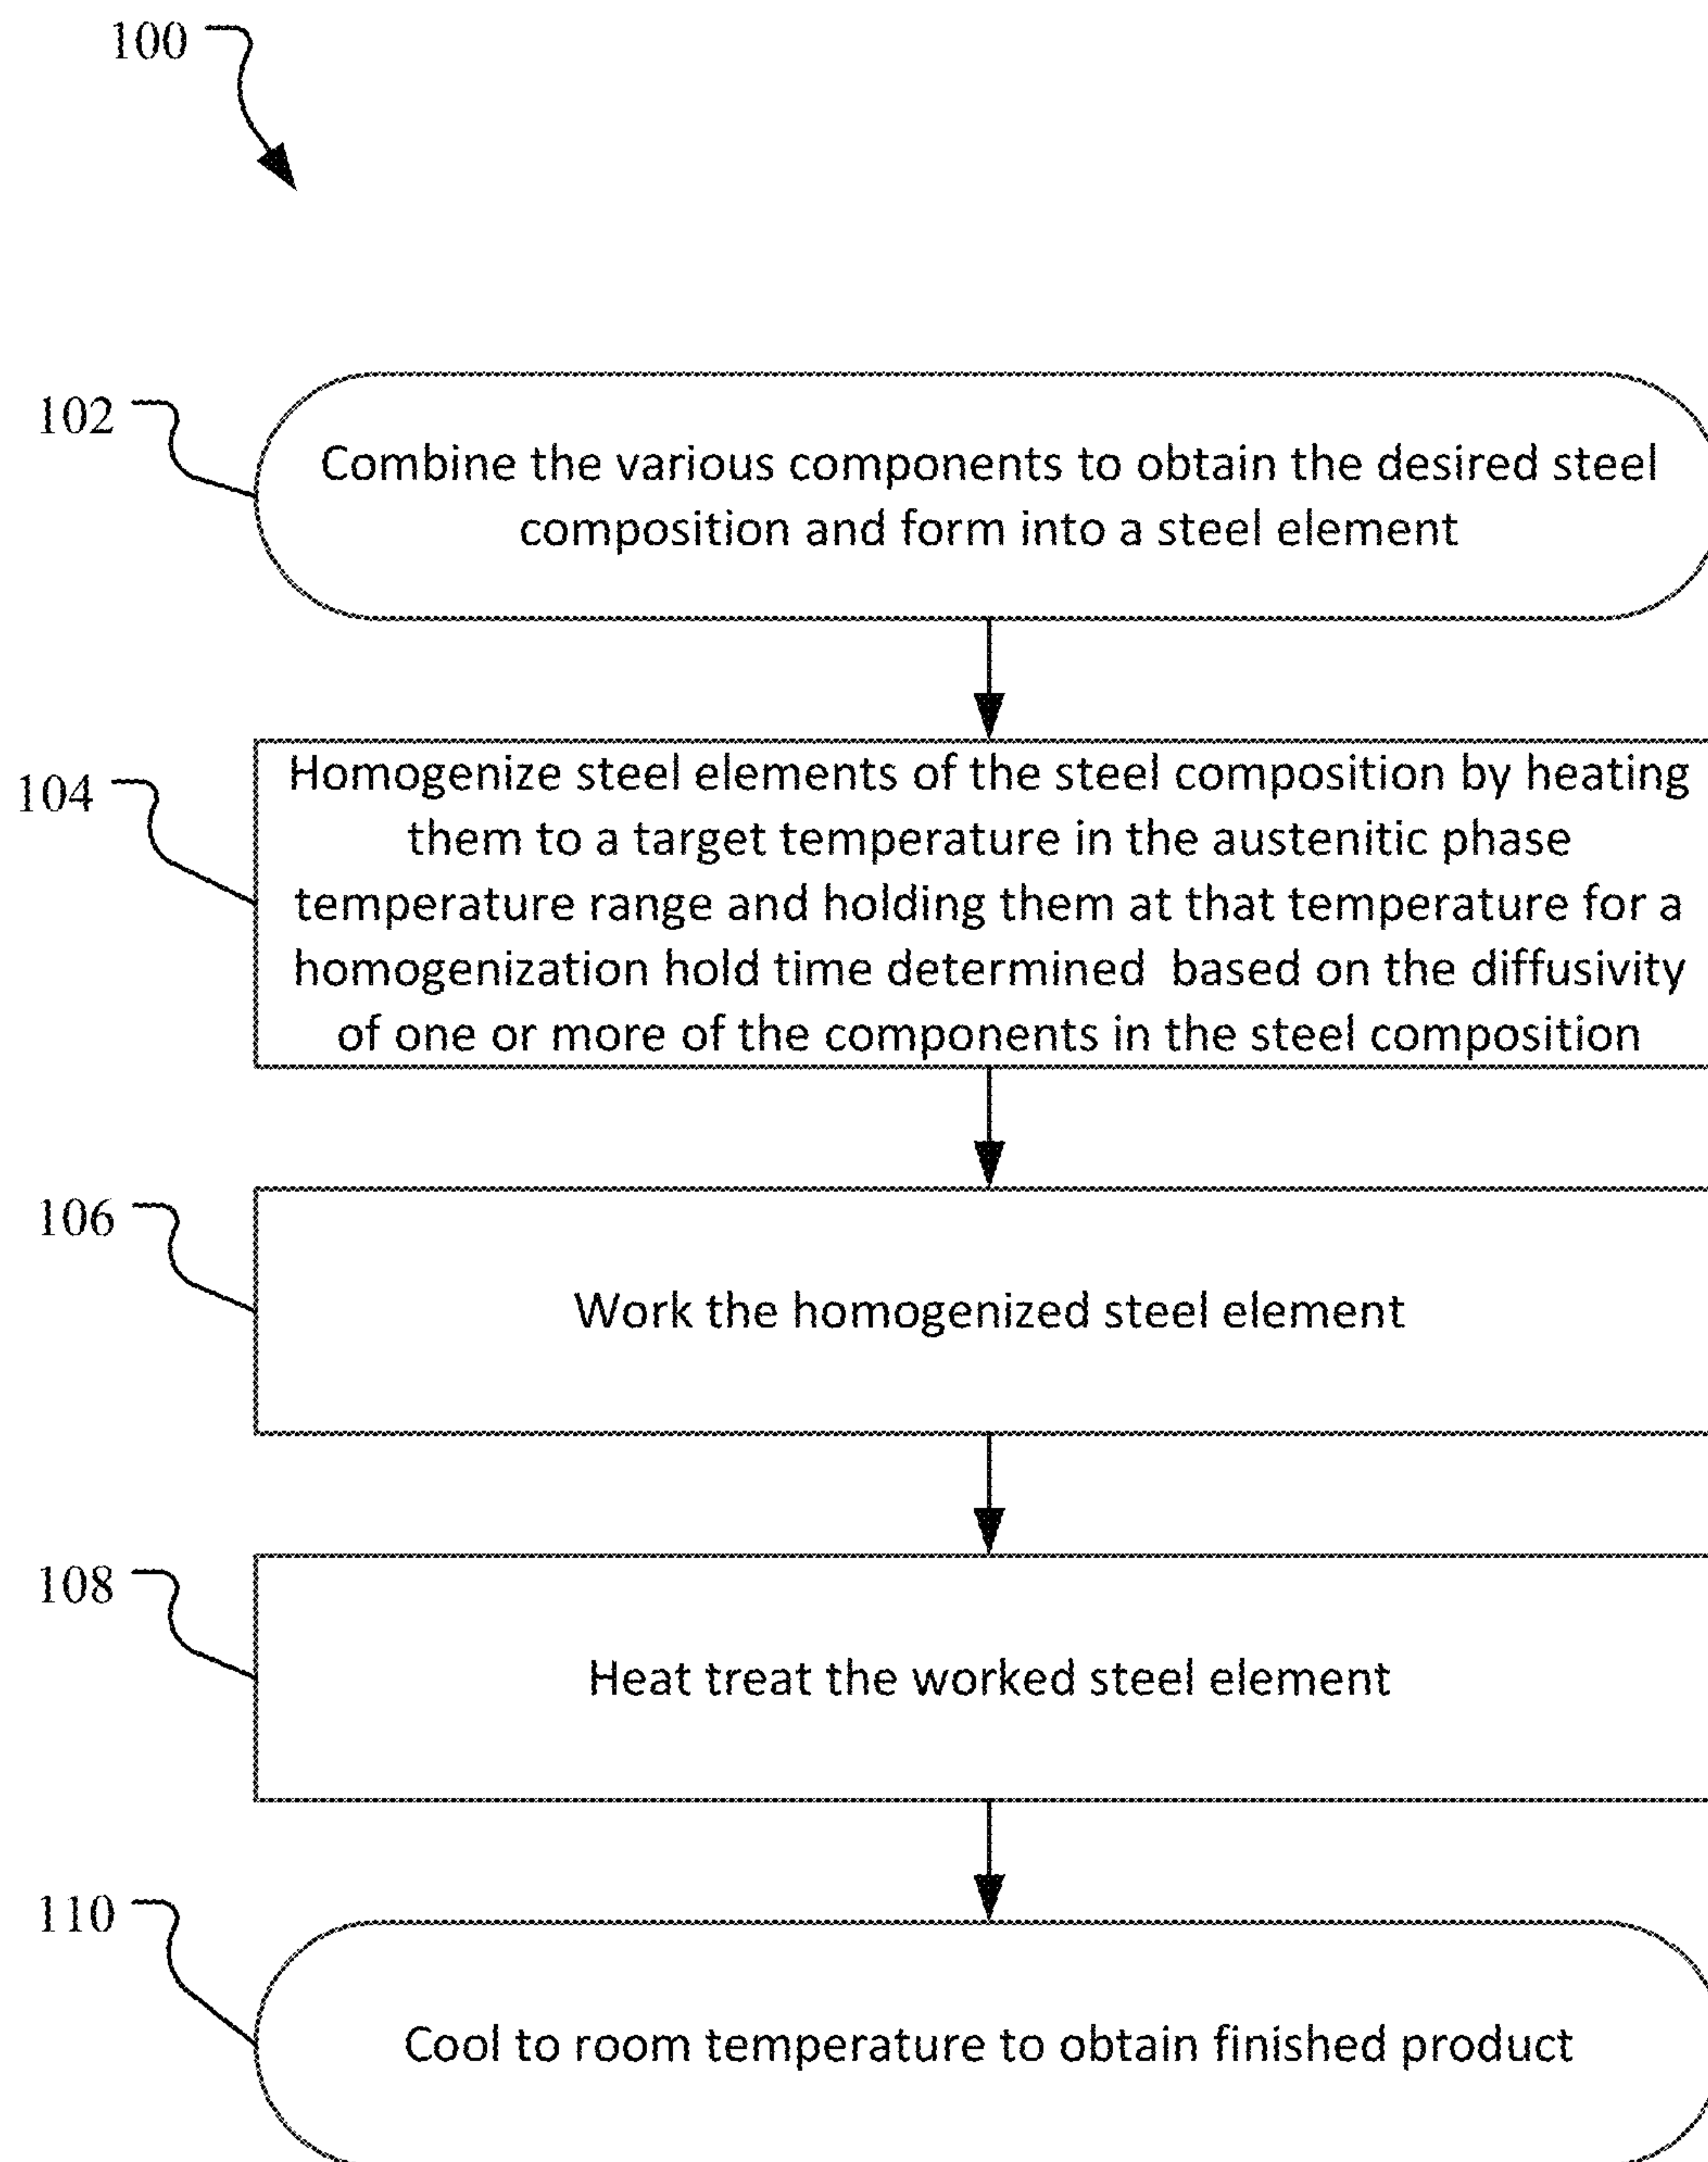 100
102
Combine the various components to obtain the desired steel
composition and form into a steel element
104
Homogenize steel elements of the steel composition by heating
them to a target temperature in the austenitic phase
temperature range and holding them at that temperature for a
homogenization hold time determined based on the diffusivity
of one or more of the components in the steel composition
106
Work the homogenized steel element
108
Heat treat the worked steel element
110
Cool to room temperature to obtain finished product